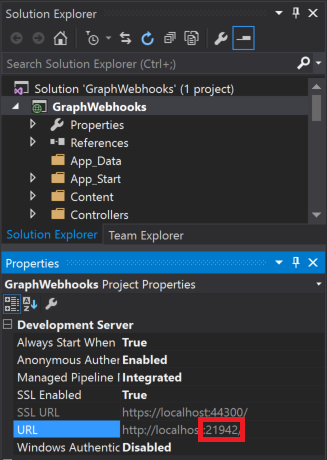 Solution Explorer
Search Solution Explorer (Ctrl+;)
Solution 'GraphWebhooks' (1 project)
GraphWebhooks
Properties
References
App_Data
App_Start
Content
Controllers
Solution Explorer Team Explorer
Properties
GraphWebhooks Project Properties
Development Server
Always Start When True
Anonymous Auther Enabled
Managed Pipeline M Integrated
SSL Enabled True
SSL URL https://localhost:44300/
URL http://localhost:21942/
Windows Authentic Disabled